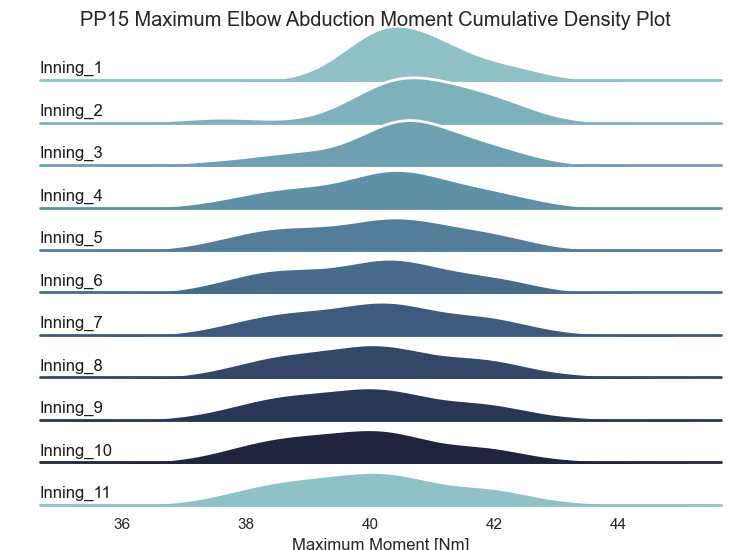 PP15 Maximum Elbow Abduction Moment Cumulative Density Plot
Inning_1
Inning_2
Inning_3
Inning_4
Inning_5
Inning_6
Inning_7
Inning_8
Inning_9
Inning_10
Inning_11
36 38 40 42 44
Maximum Moment [Nm]